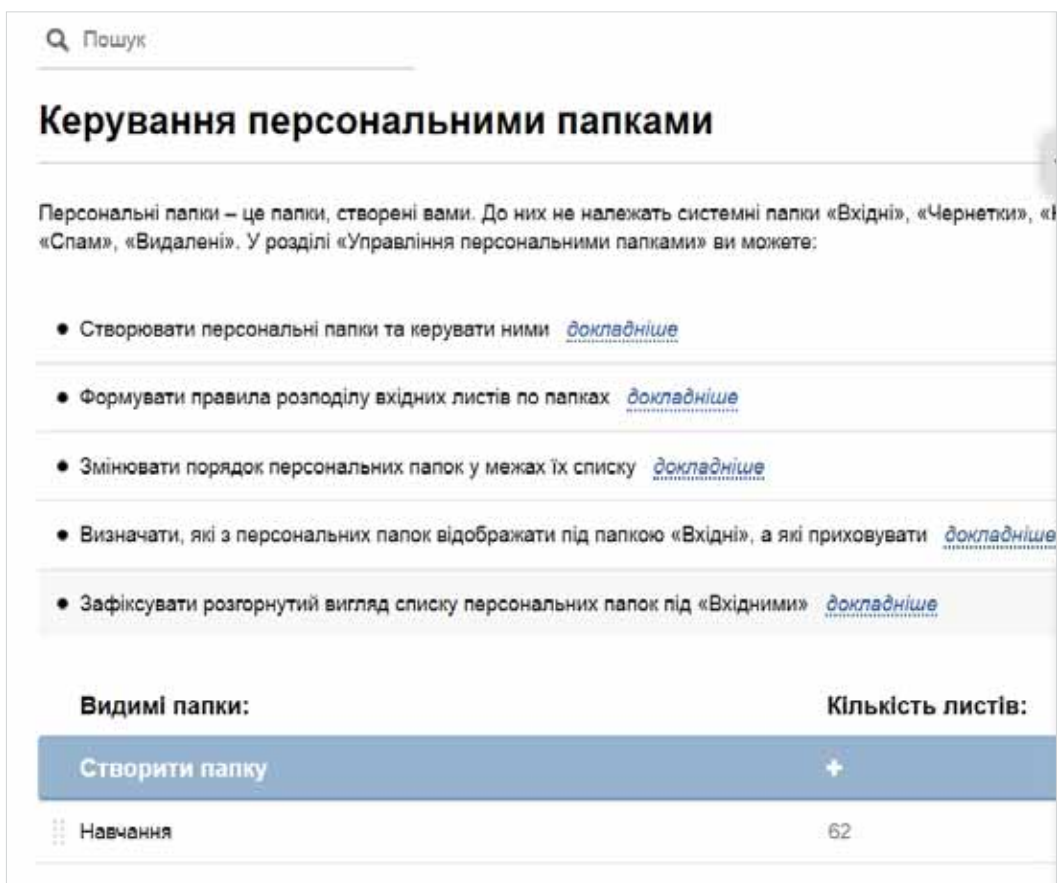 Пошук
Керування персональними папками
Персональні папки – це папки, створені вами. До них не належать системні папки «Вхідні», «Чернетки»,
«Спам», «Видалені». У розділі «Управління персональними папками» ви можете:
● Створювати персональні папки та керувати ними докладніше
● Формувати правила розподілу вхідних листів по папках докладніше
● Змінювати порядок персональних папок у межах їх списку докладніше
● Визначати, які з персональних папок відображати під папкою «Вхідні», а які приховувати докладніше
● Зафіксувати розгорнутий вигляд списку персональних папок під «Вхідними» докладніше
Видимі папки: Кількість листів:
Створити папку +
Навчання 62